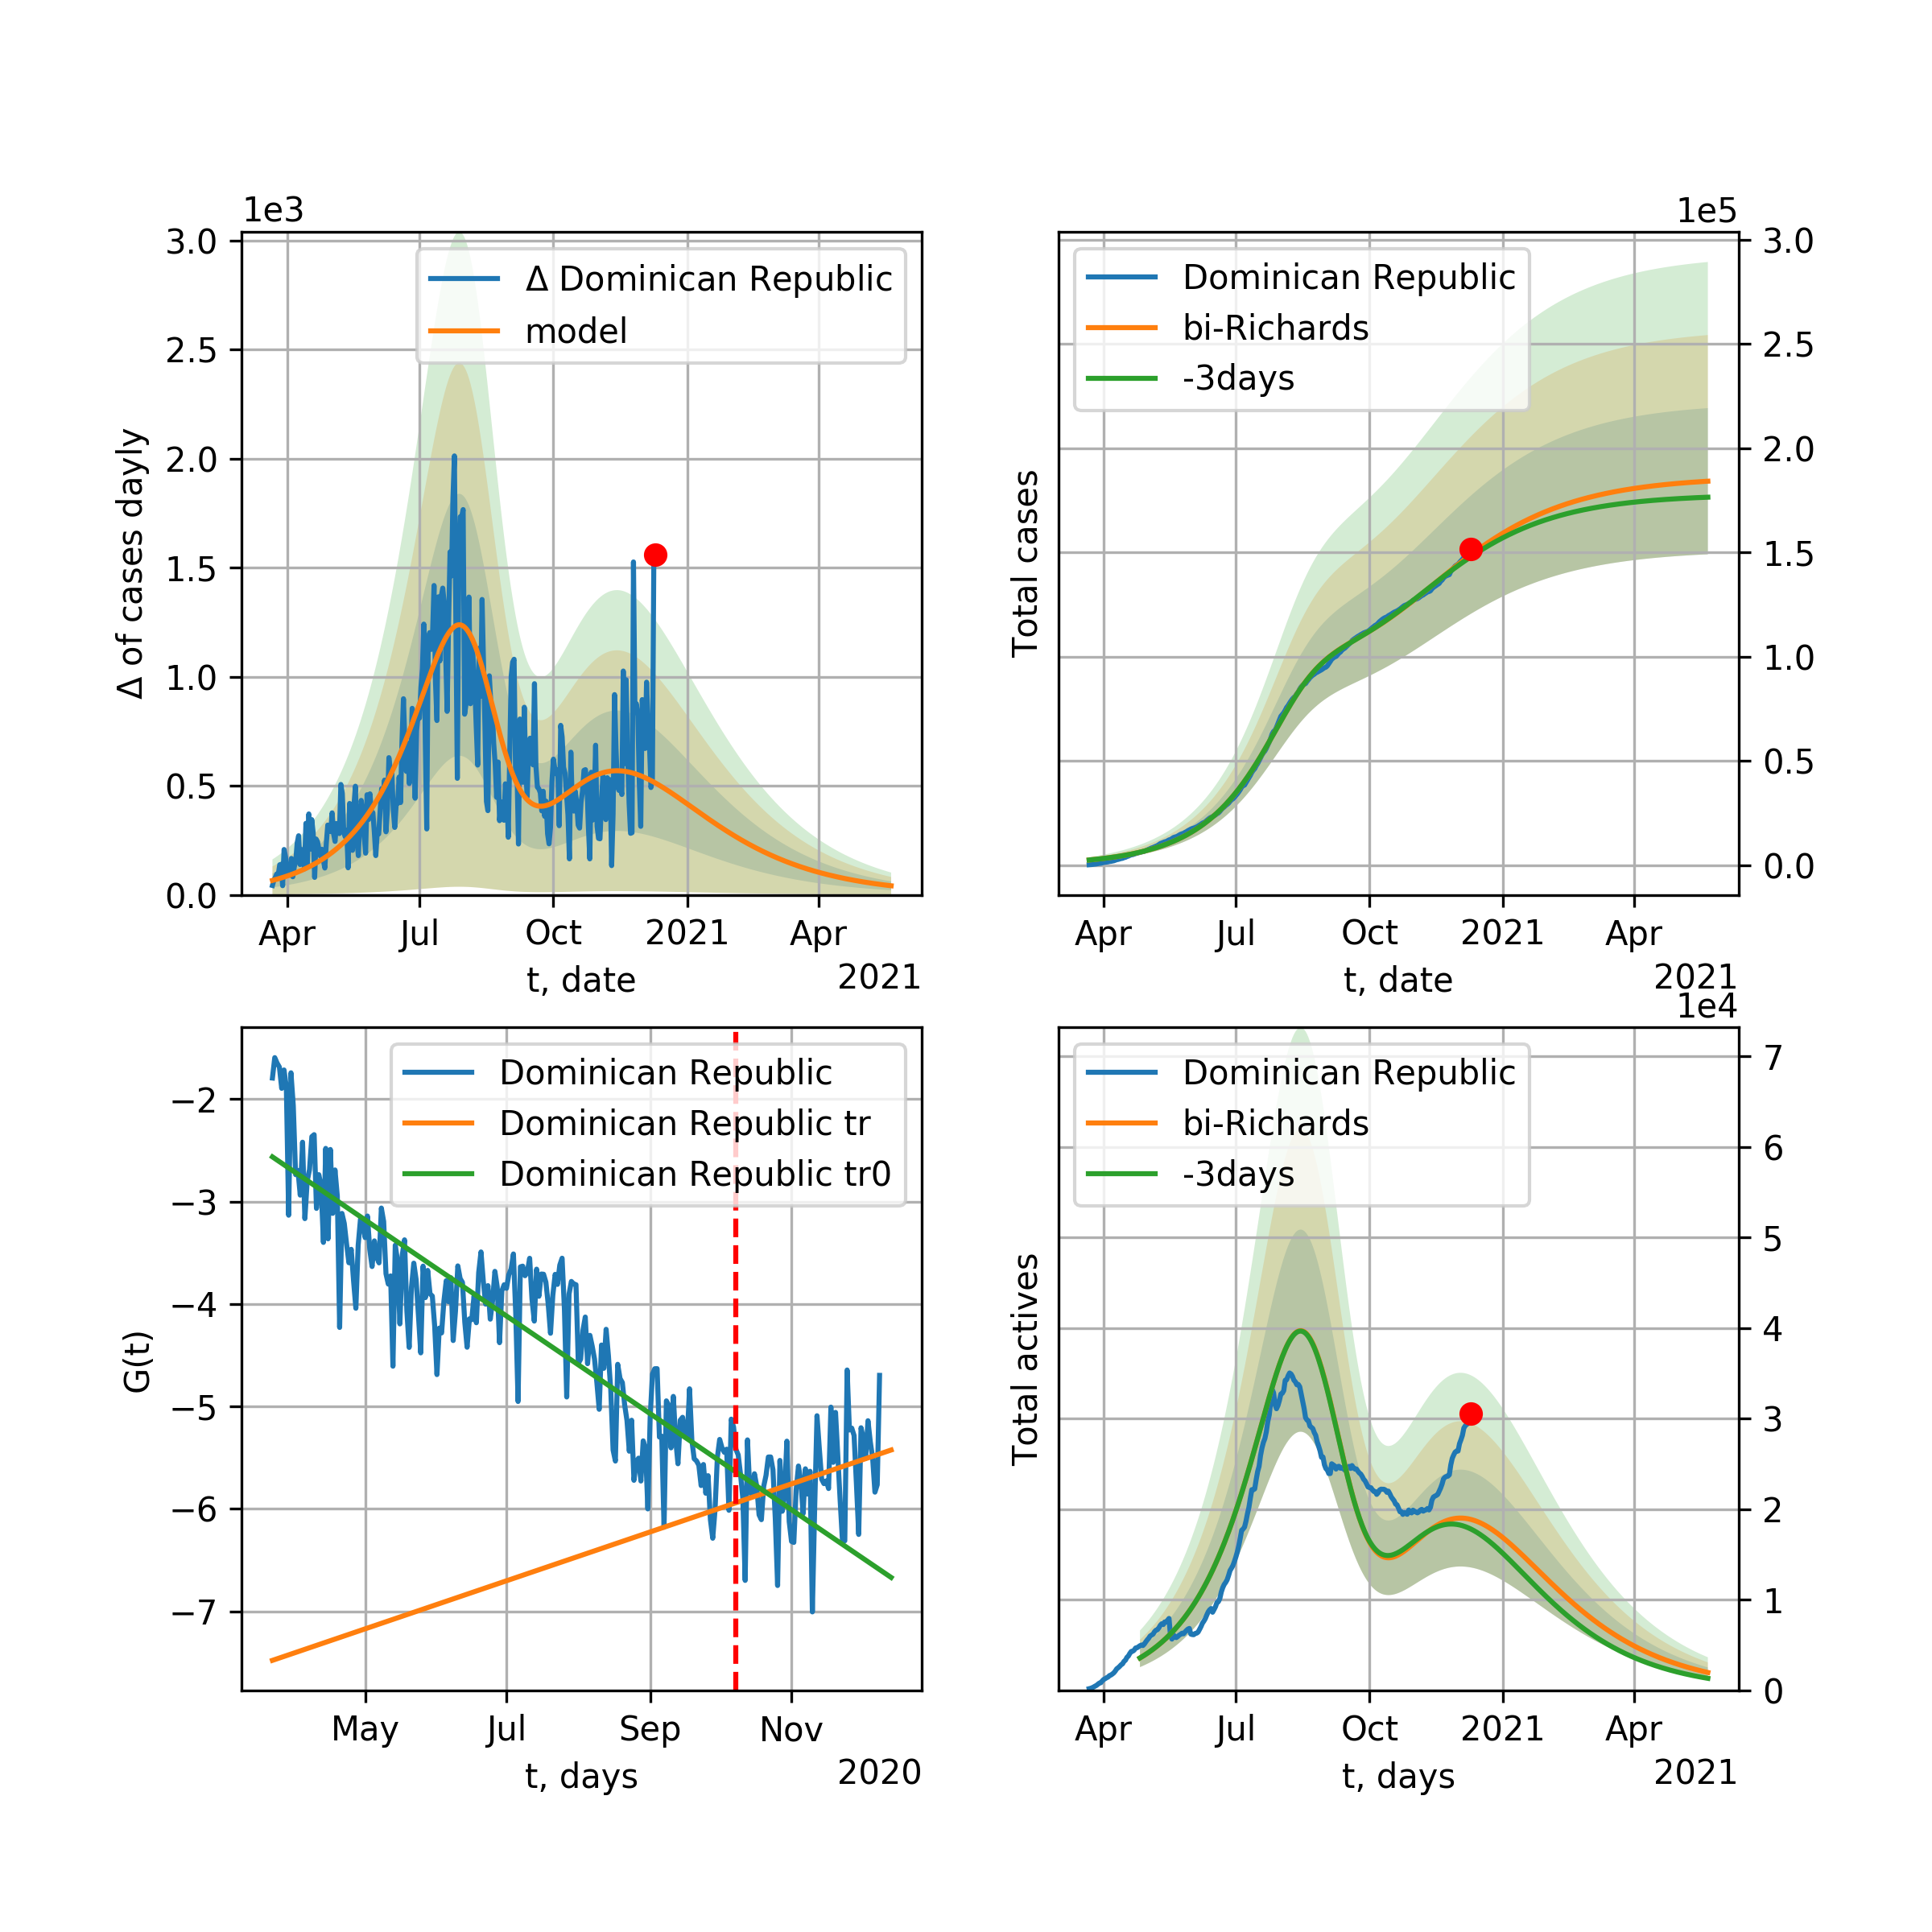 1e3
3.0
2.5
2.0
1.5
1.0
0.5
0.0
Δ of cases dayly
Δ Dominican Republic
model
Apr Jul Oct 2021 Apr
t, date
2021
1e5
3.0
2.5
2.0
1.5
1.0
0.5
0.0
Total cases
Dominican Republic
bi-Richards
-3days
Apr Jul Oct 2021 Apr
t, date
2021
−2
−3
−4
−5
−6
−7
G(t)
Dominican Republic
Dominican Republic tr
Dominican Republic tr0
May Jul Sep Nov
t, days
2020
1e4
7
6
5
4
3
2
1
0
Total actives
Dominican Republic
bi-Richards
-3days
Apr Jul Oct 2021 Apr
t, days
2021